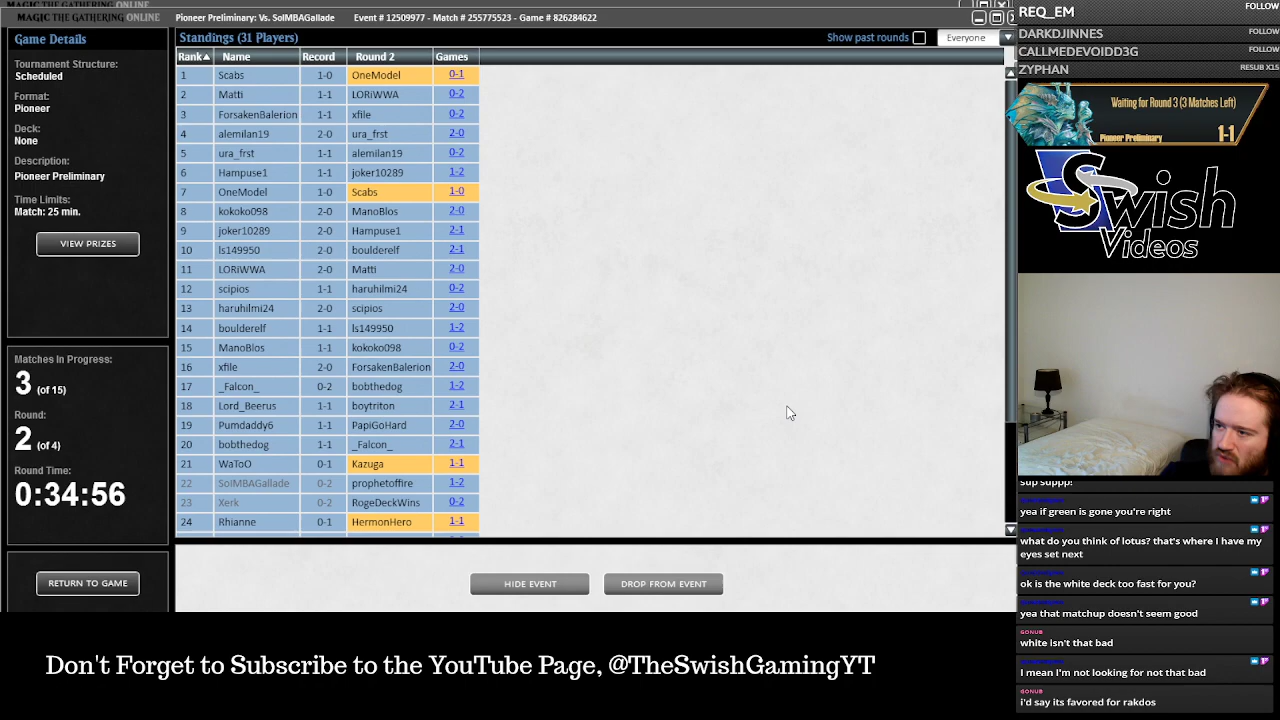 MAGIC THE GATHERING ONLINE
MAGIC THE GATHERING ONLINE Pioneer Preliminary: Vs. SolMBAGallade Event # 12509977 - Match # 255775523 - Game # 826284622
Game Details
Tournament Structure:
Scheduled
Format:
Pioneer
Deck:
None
Description:
Pioneer Preliminary
Time Limits:
Match: 25 min.
VIEW PRIZES
Matches In Progress:
3 (of 15)
Round:
2 (of 4)
Round Time:
0:34:56
RETURN TO GAME
Standings (31 Players) Show past rounds Everyone
Rank Name Record Round 2 Games
1 Scabs 1-0 OneModel 0-1
2 Matti 1-1 LORiWWA 0-2
3 ForsakenBalerion 1-1 xfile 0-2
4 alemilan19 2-0 ura_frst 2-0
5 ura_frst 1-1 alemilan19 0-2
6 Hampuse1 1-1 joker10289 1-2
7 OneModel 1-0 Scabs 1-0
8 kokoko098 2-0 ManoBlos 2-0
9 joker10289 2-0 Hampuse1 2-1
10 ls149950 2-0 boulderelf 2-1
11 LORiWWA 2-0 Matti 2-0
12 scipios 1-1 haruhilmi24 0-2
13 haruhilmi24 2-0 scipios 2-0
14 boulderelf 1-1 ls149950 1-2
15 ManoBlos 1-1 kokoko098 0-2
16 xfile 2-0 ForsakenBalerion 2-0
17 _Falcon_ 0-2 bobthedog 1-2
18 Lord_Beerus 1-1 boytriton 2-1
19 Pumdaddy6 1-1 PapiGoHard 2-0
20 bobthedog 1-1 _Falcon_ 2-1
21 WaToO 0-1 Kazuga 1-1
22 SolMBAGallade 0-2 prophetoffire 1-2
23 Xerk 0-2 RogeDeckWins 0-2
24 Rhianne 0-1 HermonHero 1-1
HIDE EVENT DROP FROM EVENT
REQ_EM FOLLOW
DARKDJINNES FOLLOW
CALLMEDEVOIDD3G FOLLOW
ZYPHAN RESUB X15
Waiting for Round 3 (3 Matches Left)
Pioneer Preliminary 1-1
Swish
Videos
sup suppp!
yea if green is gone you're right
what do you think of lotus? that's where I have my
eyes set next
ok is the white deck too fast for you?
yea that matchup doesn't seem good
GONUB
white isn't that bad
I mean I'm not looking for not that bad
GONUB
i'd say its favored for rakdos
Don't Forget to Subscribe to the YouTube Page, @TheSwishGamingYT